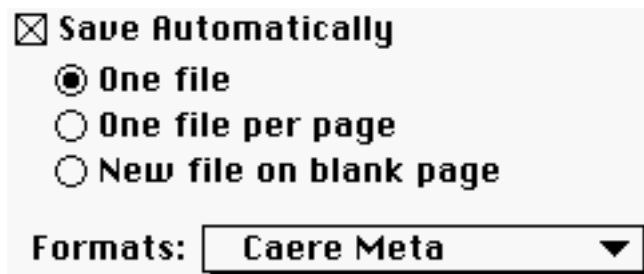 Save Automatically
One file
One file per page
New file on blank page
Formats: Caere Meta